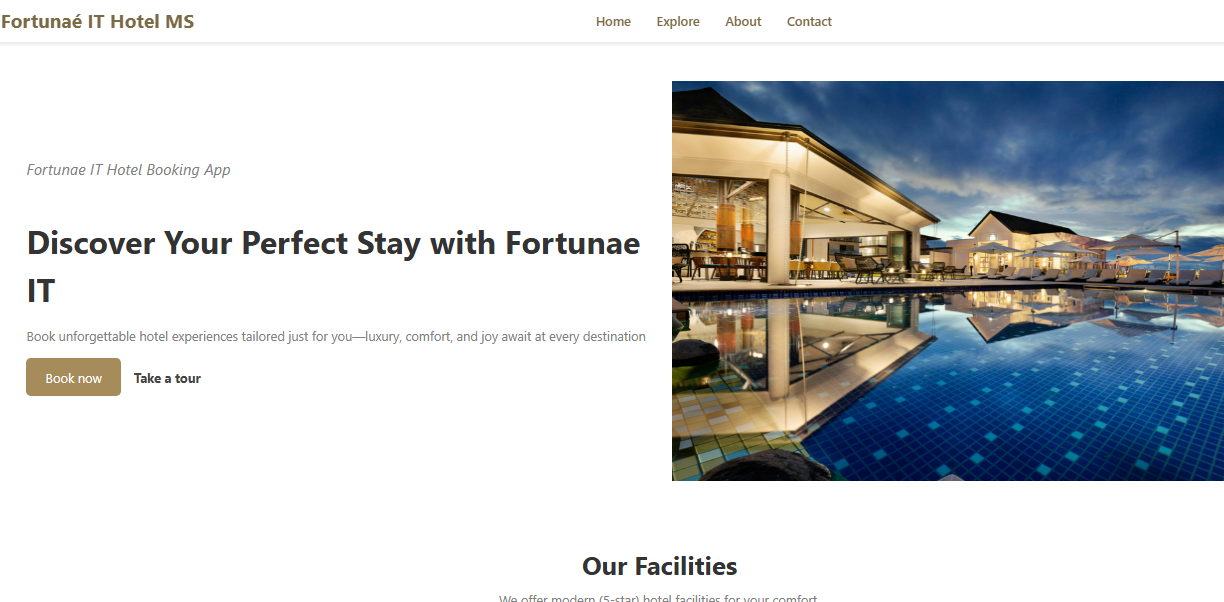 Fortunaé IT Hotel MS
Home Explore About Contact
Fortunae IT Hotel Booking App
Discover Your Perfect Stay with Fortunae
IT
Book unforgettable hotel experiences tailored just for you—luxury, comfort, and joy await at every destination
Book now Take a tour
Our Facilities
We offer modern (5-star) hotel facilities for your comfort